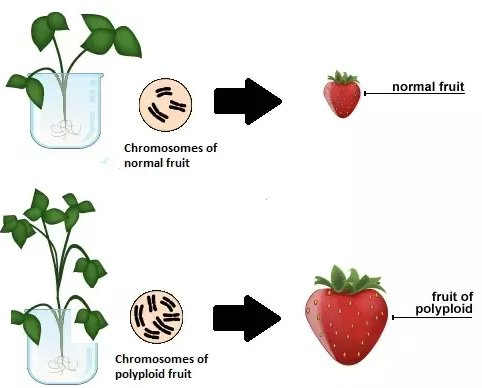 normal fruit
Chromosomes of
normal fruit
fruit of
polyploid
Chromosomes of
polyploid fruit